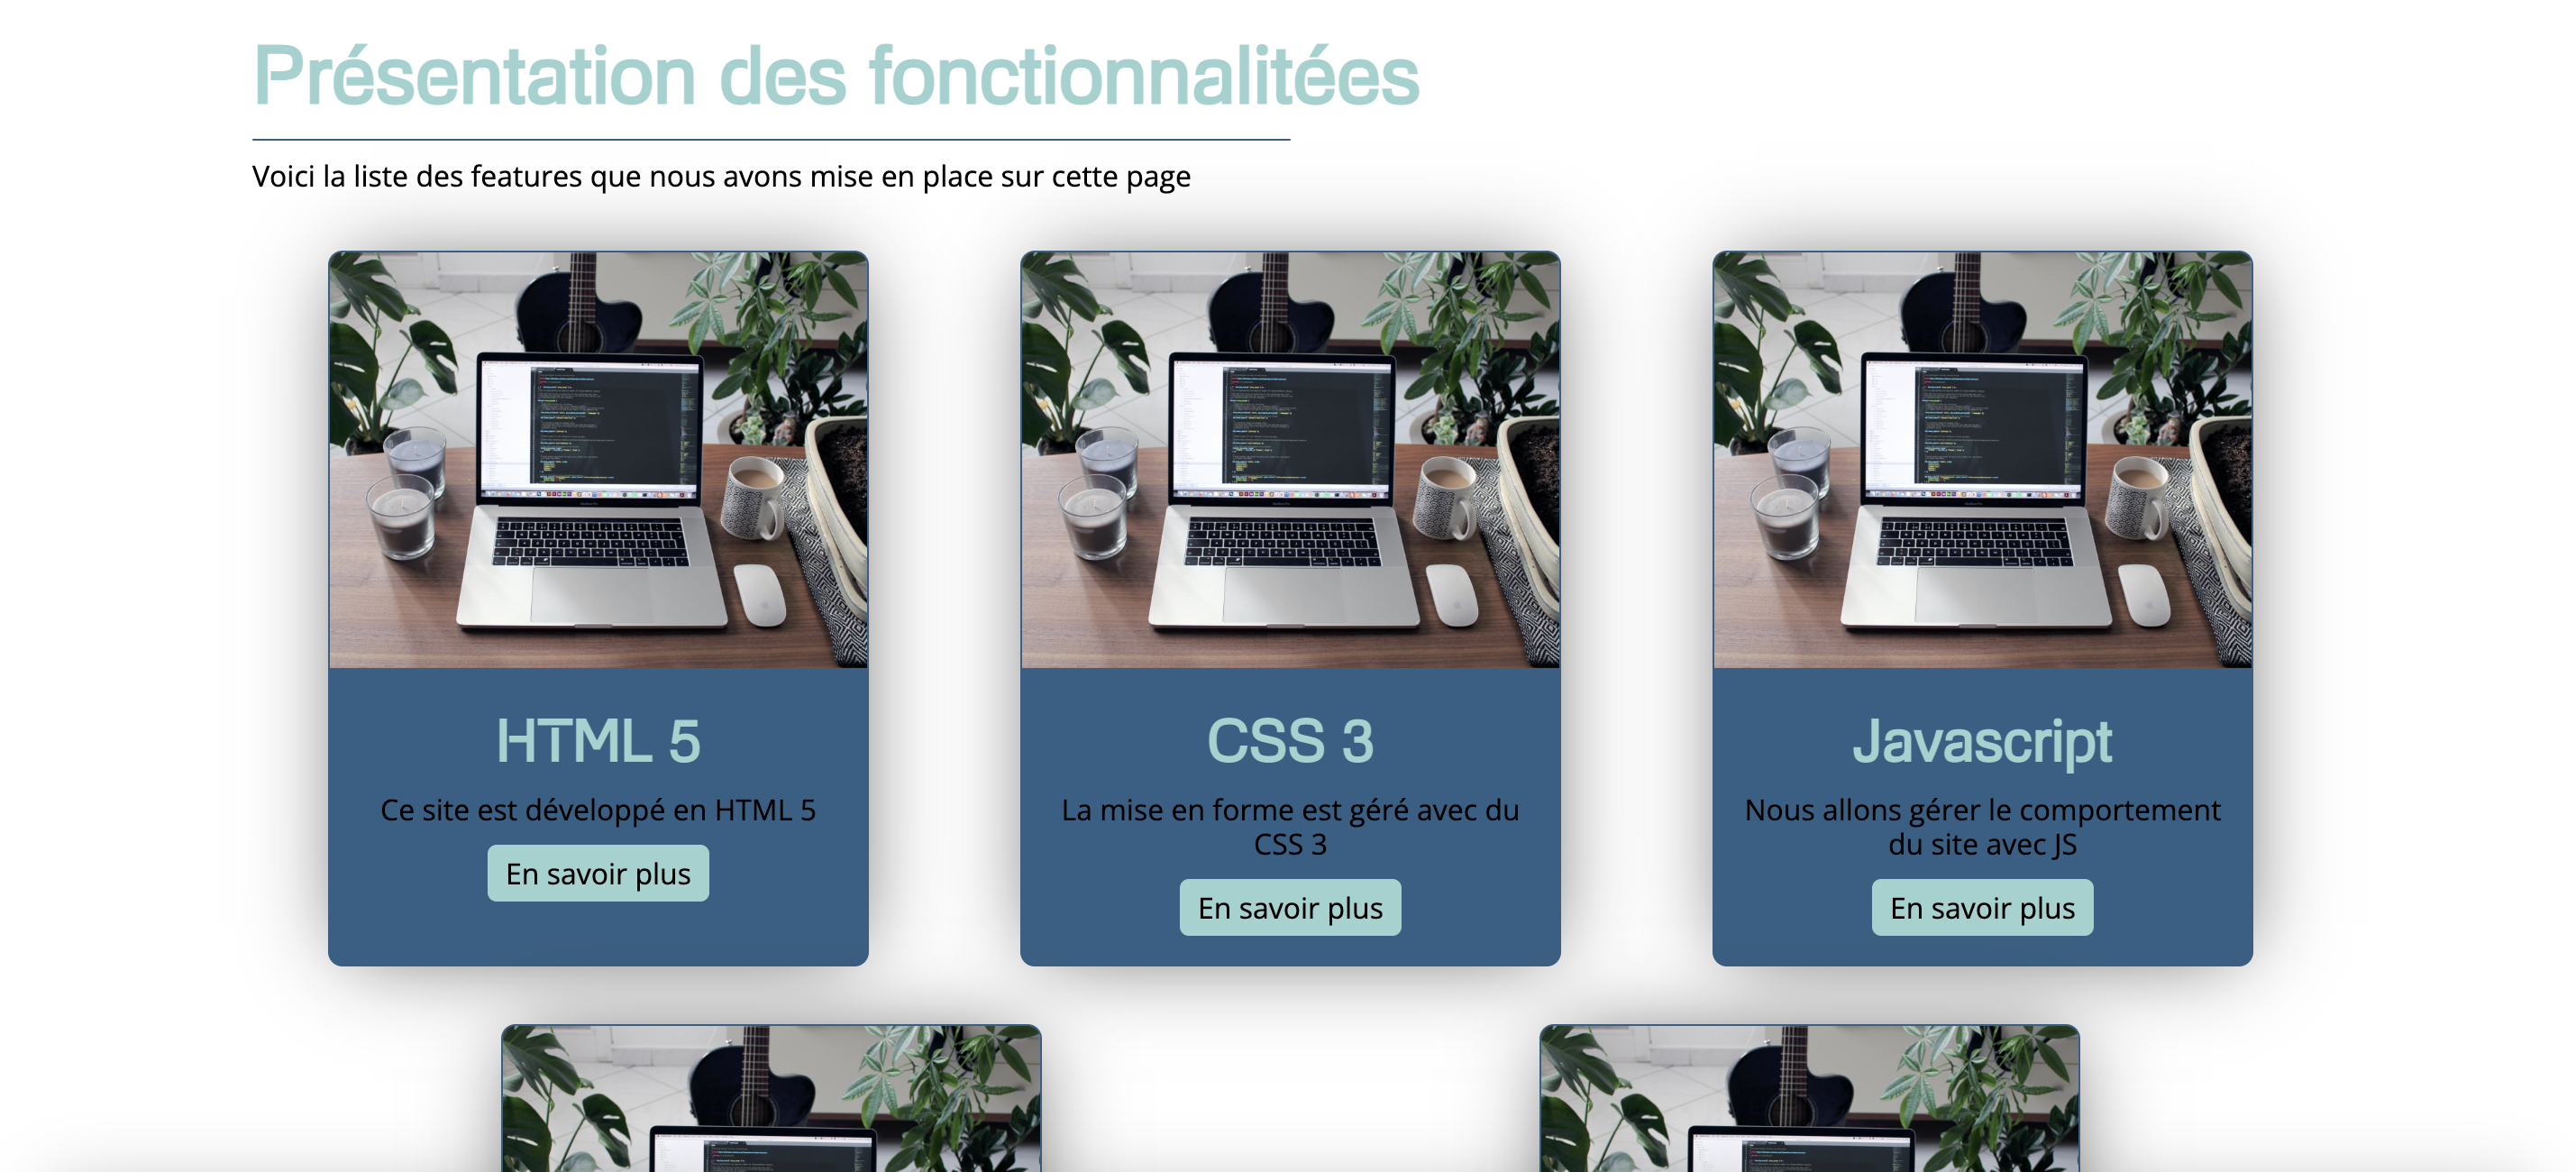 Présentation des fonctionnalitées
Voici la liste des features que nous avons mise en place sur cette page
HTML 5
Ce site est développé en HTML 5
En savoir plus
CSS 3
La mise en forme est géré avec du
CSS 3
En savoir plus
Javascript
Nous allons gérer le comportement
du site avec JS
En savoir plus